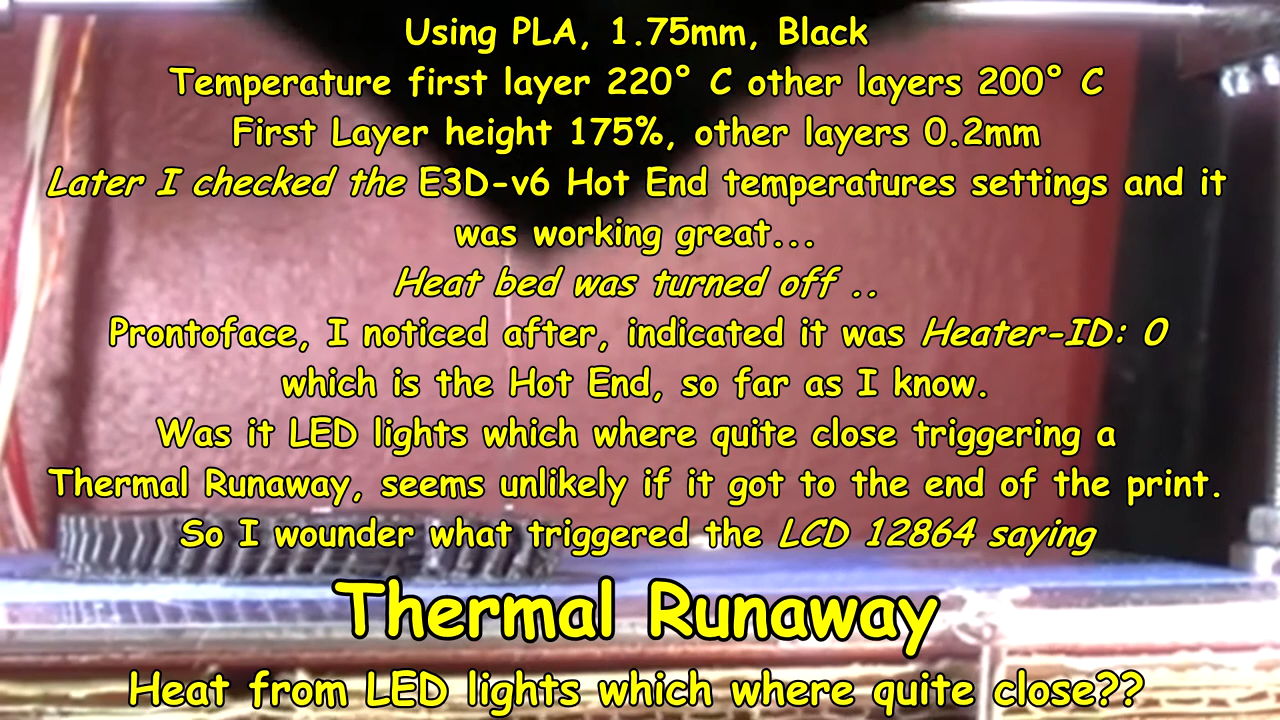 Using PLA, 1.75mm, Black
Temperature first layer 220° C other layers 200° C
First Layer height 175%, other layers 0.2mm
Later I checked the E3D-v6 Hot End temperatures settings and it
was working great...
Heat bed was turned off ..
Prontoface, I noticed after, indicated it was Heater-ID: 0
which is the Hot End, so far as I know.
Was it LED lights which where quite close triggering a
Thermal Runaway, seems unlikely if it got to the end of the print.
So I wounder what triggered the LCD 12864 saying
Thermal Runaway
Heat from LED lights which where quite close??